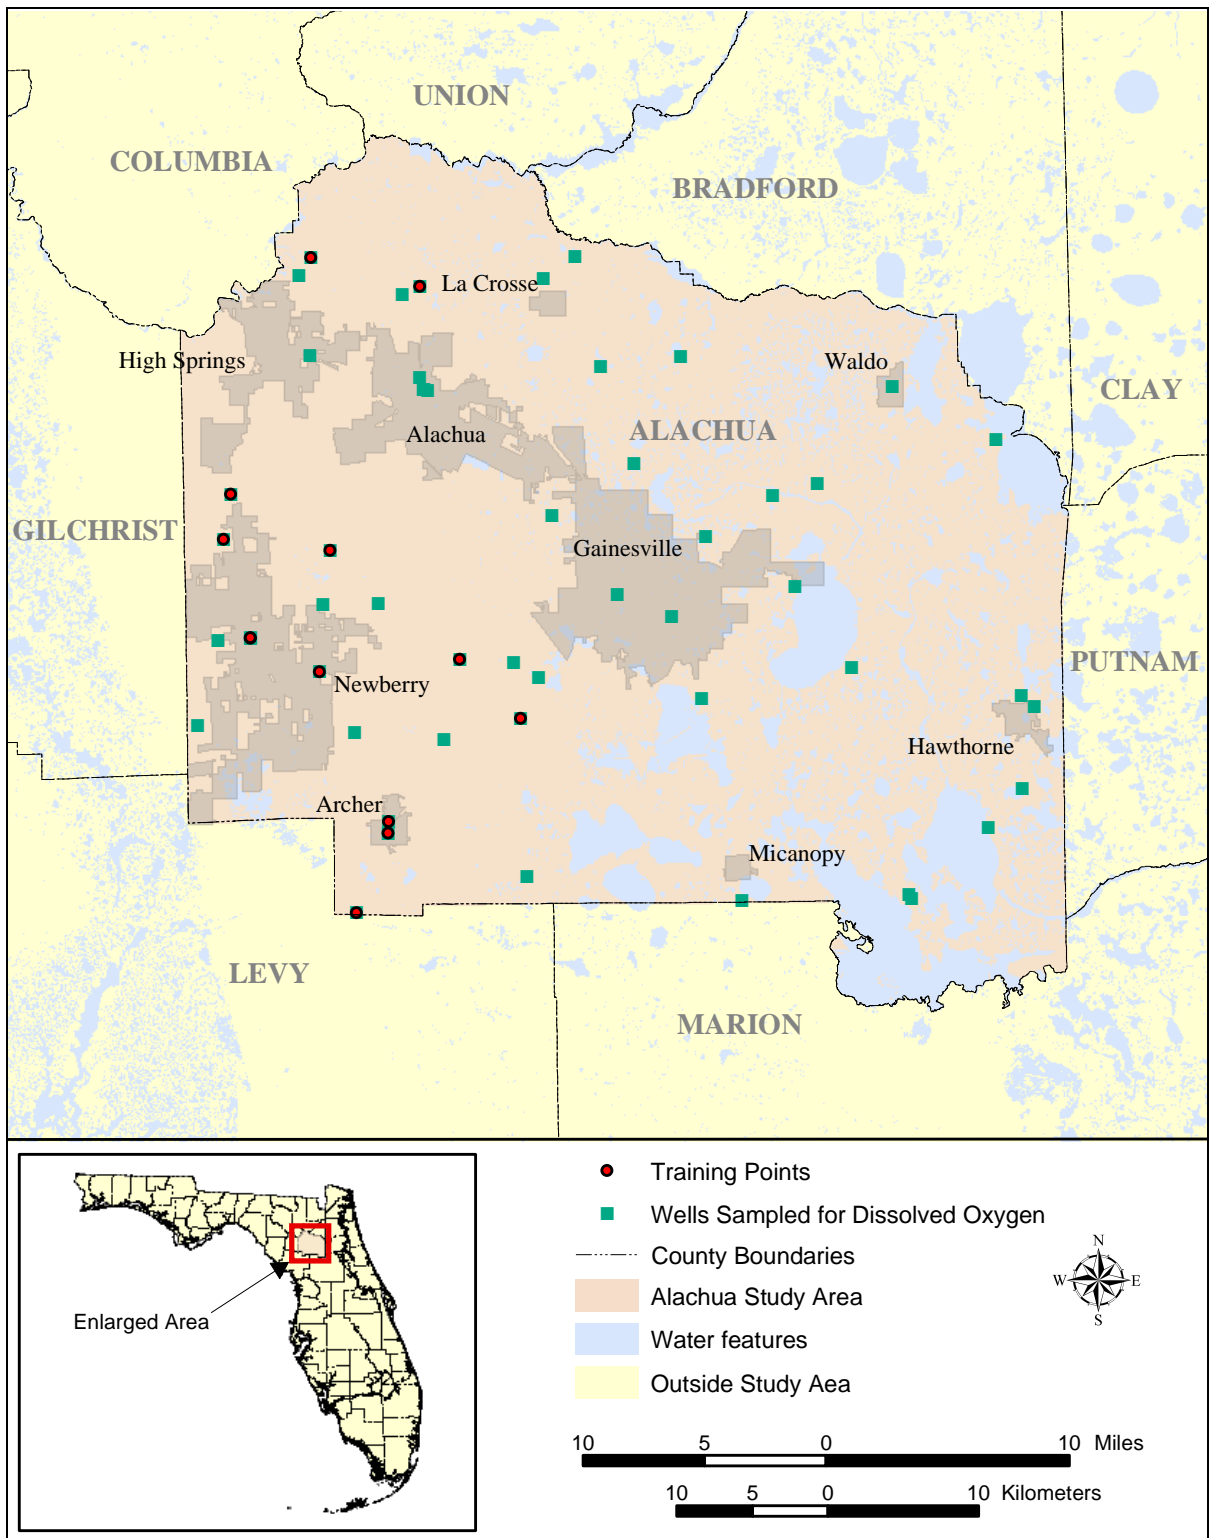 UNION
COLUMBIA
BRADFORD
La Crosse
High Springs
Waldo
CLAY
Alachua
ALACHUA
GILCHRIST
Gainesville
PUTNAM
Newberry
Hawthorne
Archer
Micanopy
LEVY
MARION
Enlarged Area
Training Points
Wells Sampled for Dissolved Oxygen
County Boundaries
Alachua Study Area
Water features
Outside Study Aea
N
W E
S
10 5 0 10 Miles
10 5 0 10 Kilometers